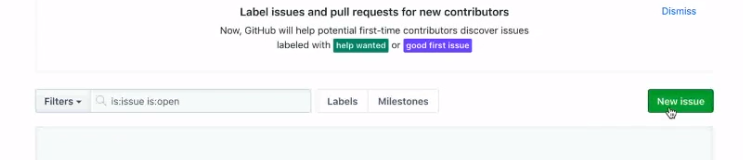 Label issues and pull requests for new contributors
Dismiss
Now, GitHub will help potential first-time contributors discover issues
labeled with help wanted or good first issue
Filters is:issue is:open Labels Milestones New issue